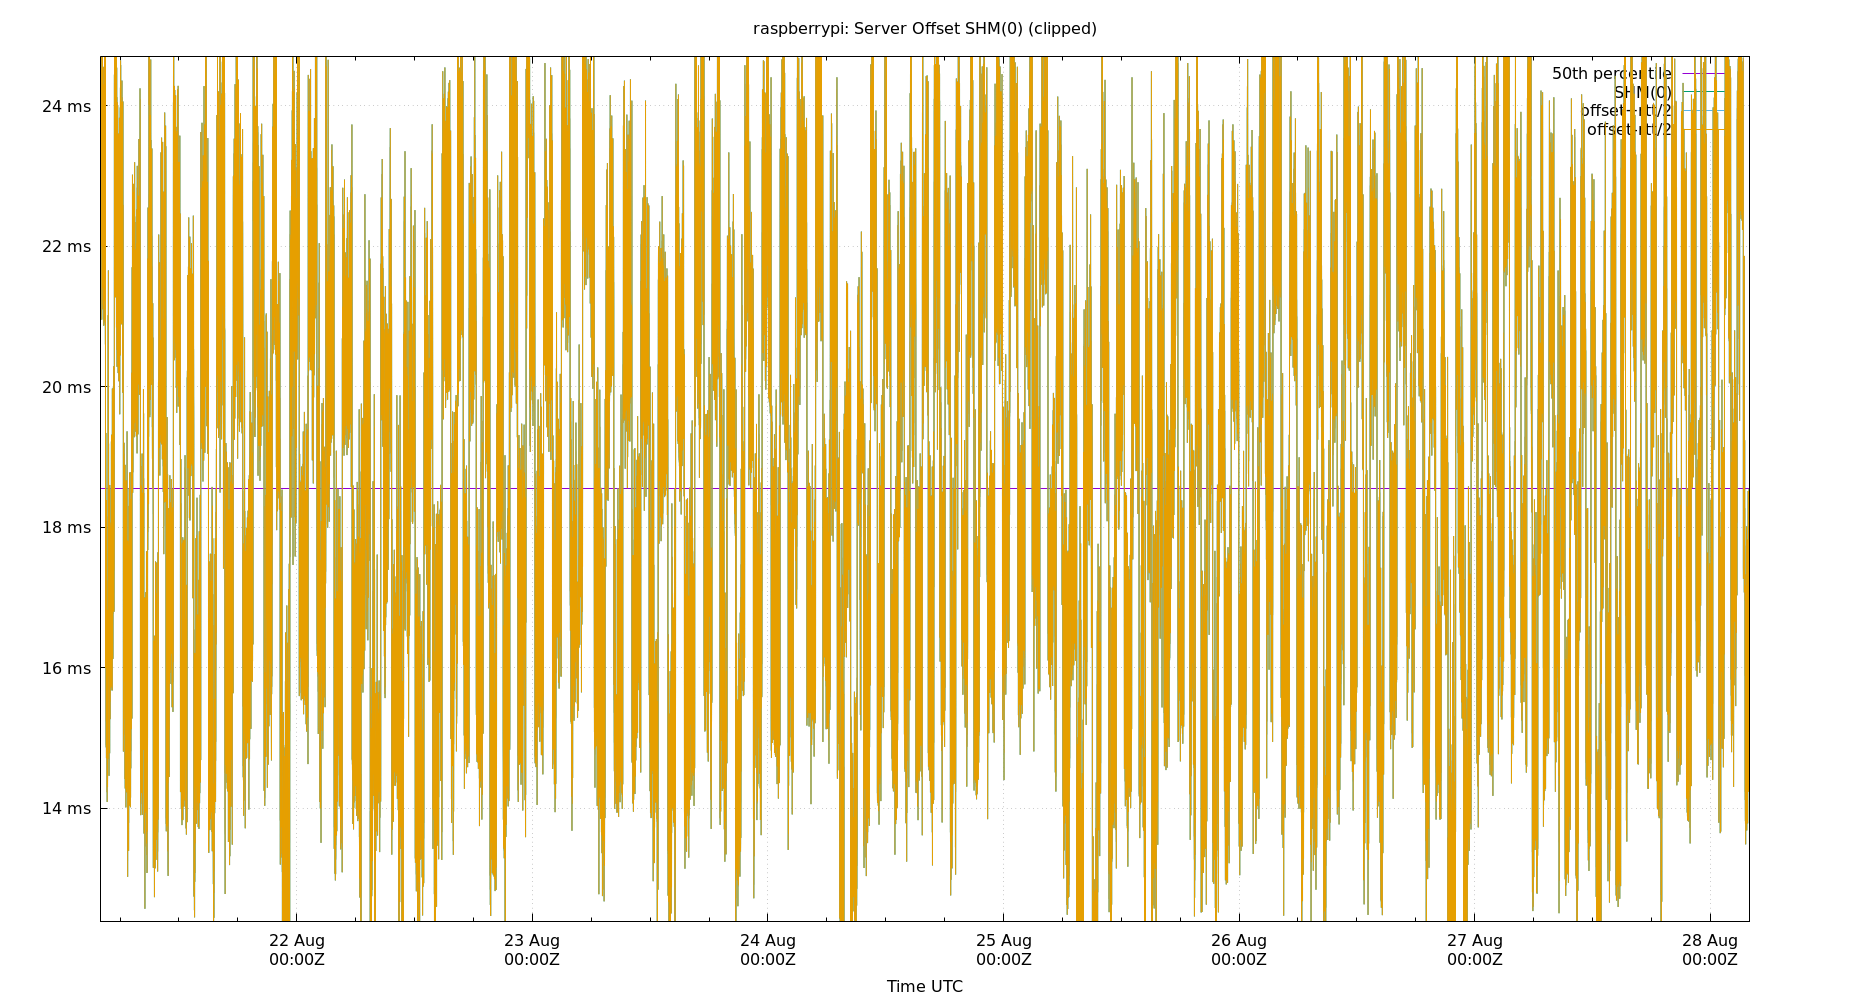 raspberrypi: Server Offset SHM(0) (clipped)
50th percentile
SHM(0)
offset+rtt/2
offset-rtt/2
24 ms
22 ms
20 ms
18 ms
16 ms
14 ms
22 Aug
00:00Z
23 Aug
00:00Z
24 Aug
00:00Z
25 Aug
00:00Z
26 Aug
00:00Z
27 Aug
00:00Z
28 Aug
00:00Z
Time UTC